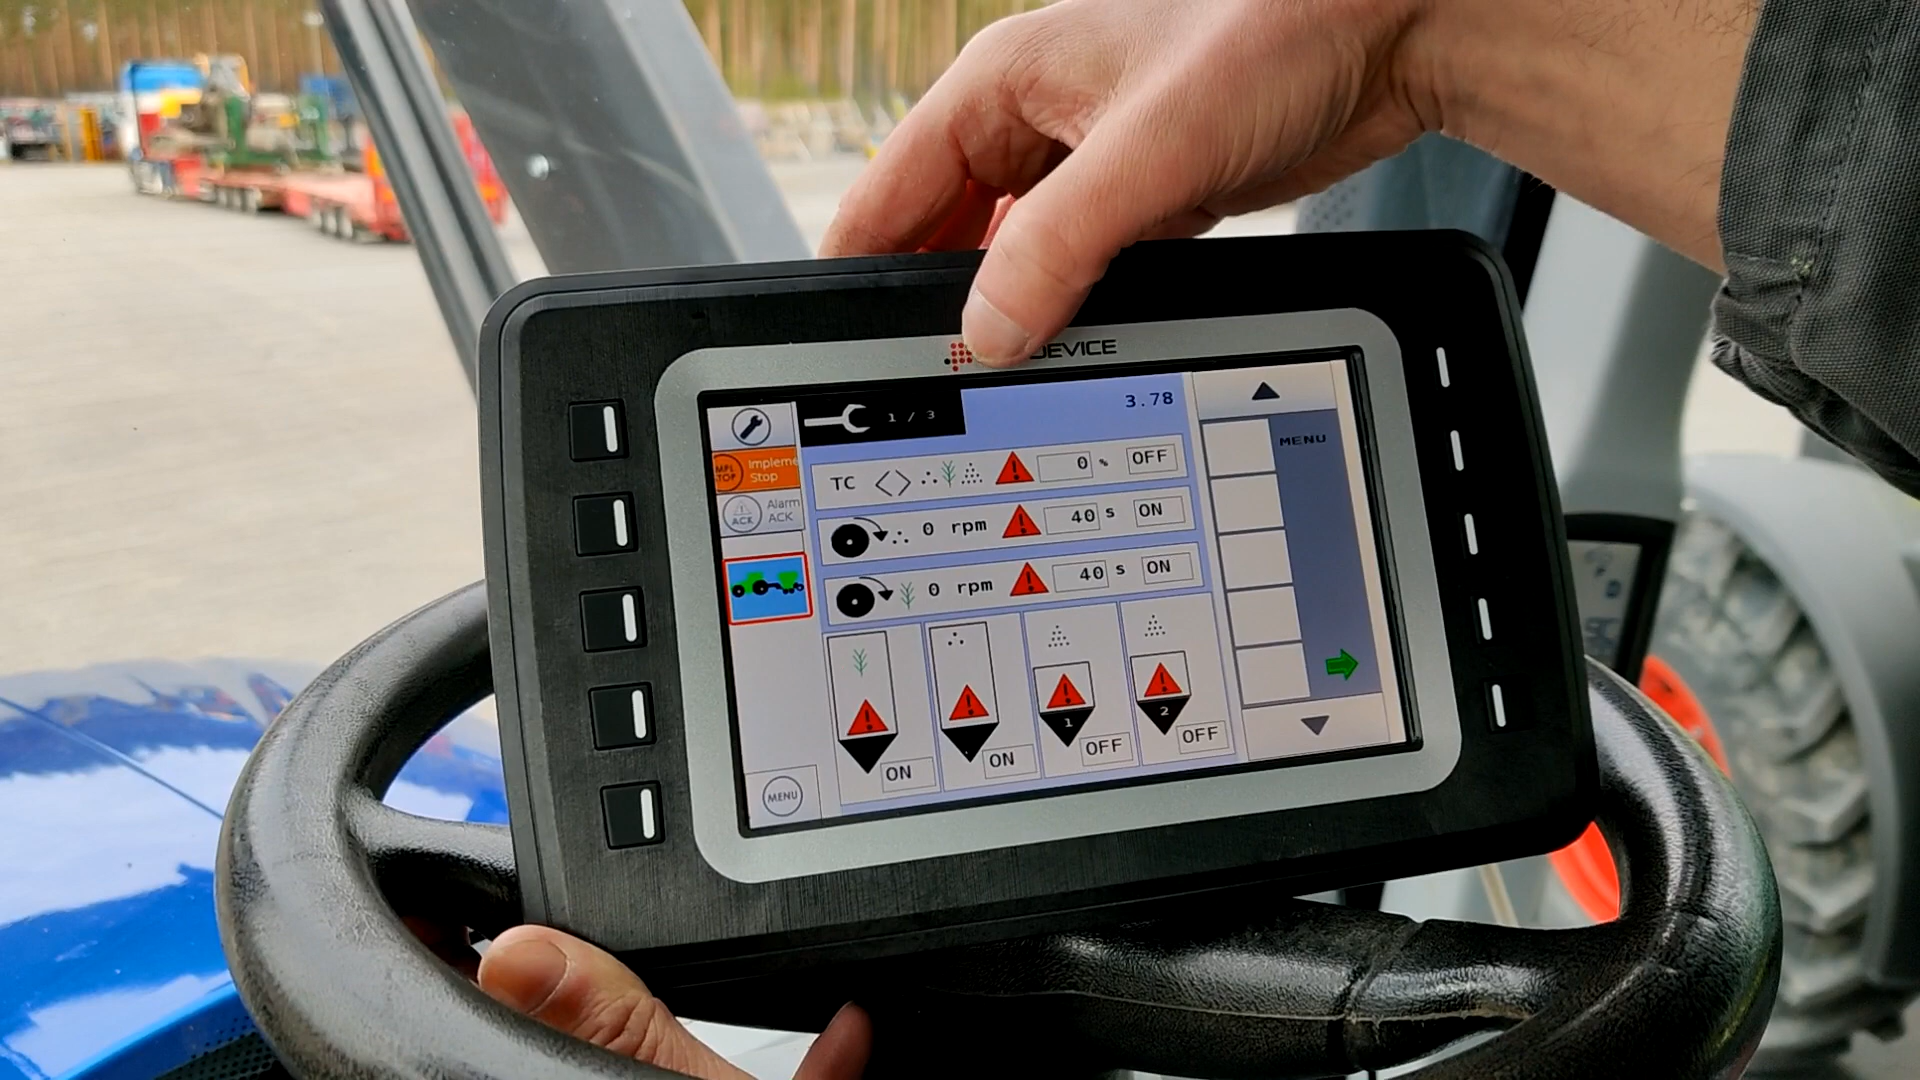 DEVICE
1 / 3
3.78
MENU
Impleme
Stop
Alarm
ACK
ACK
TC 0 % OFF
0 rpm 40 s ON
0 rpm 40 s ON
1
2
ON
ON
OFF
OFF
MENU